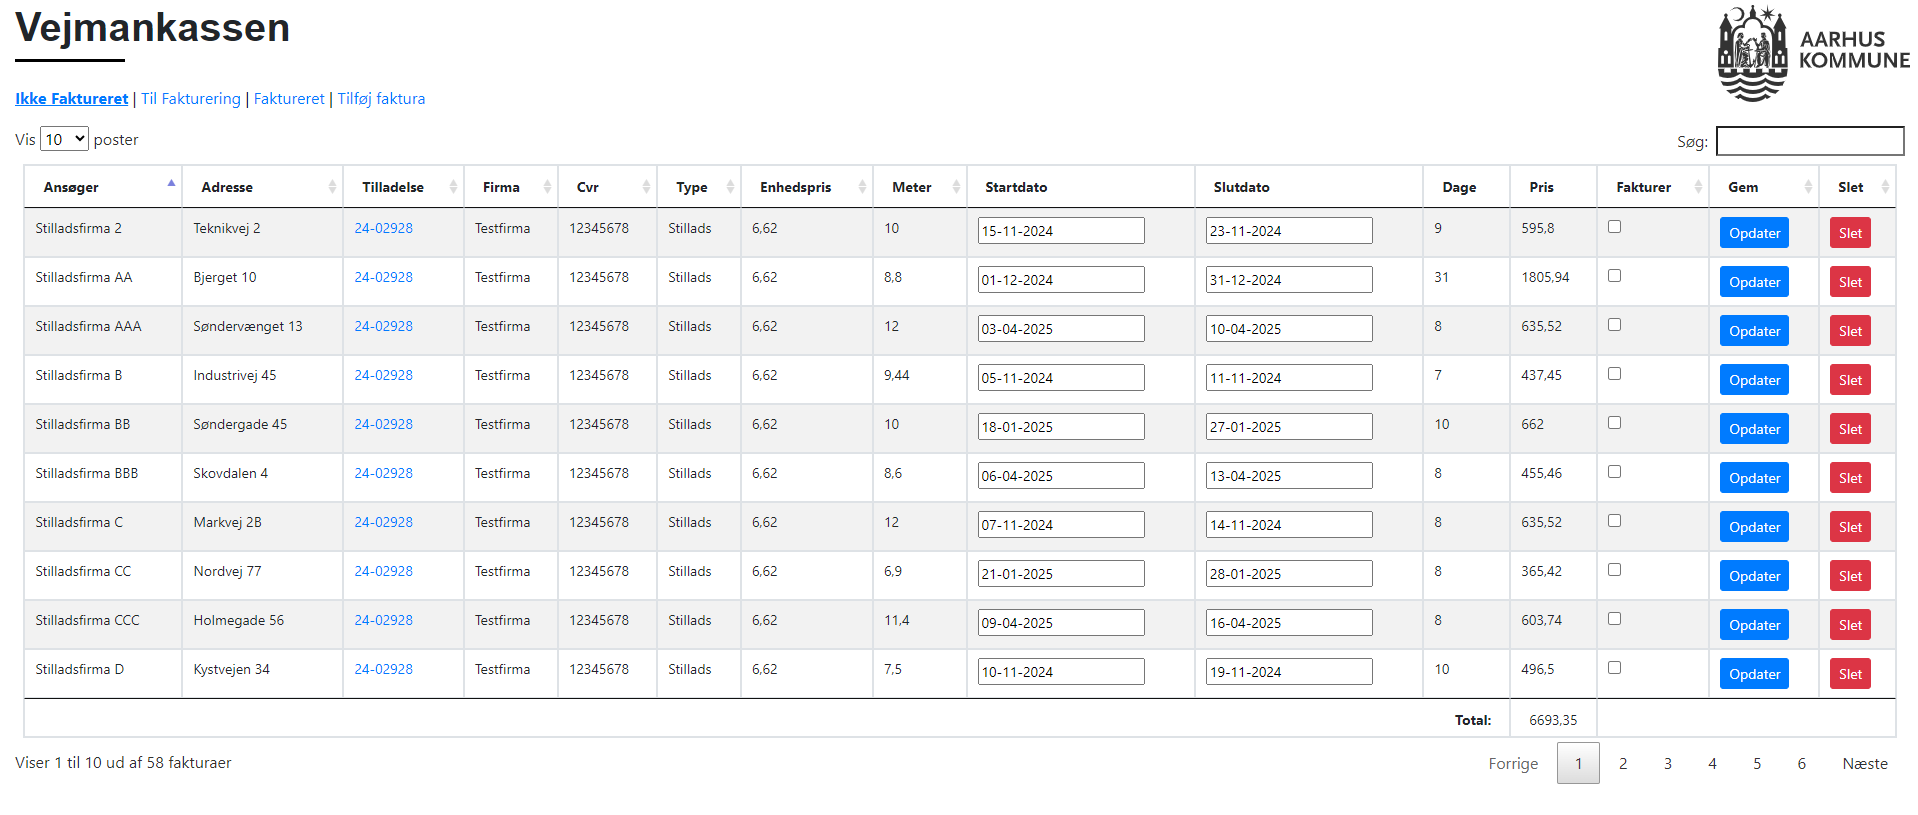 Vejmankassen
AARHUS
KOMMUNE
Ikke Faktureret | Til Fakturering | Faktureret | Tilføj faktura
Vis 10 poster
Søg:
Ansøger Adresse Tilladelse Firma Cvr Type Enhedspris Meter Startdato Slutdato Dage Pris Fakturer Gem Slet
Stilladsfirma 2 Teknikvej 2 24-02928 Testfirma 12345678 Stillads 6,62 10 15-11-2024 23-11-2024 9 595,8 Opdater Slet
Stilladsfirma AA Bjerget 10 24-02928 Testfirma 12345678 Stillads 6,62 8,8 01-12-2024 31-12-2024 31 1805,94 Opdater Slet
Stilladsfirma AAA Søndervænget 13 24-02928 Testfirma 12345678 Stillads 6,62 12 03-04-2025 10-04-2025 8 635,52 Opdater Slet
Stilladsfirma B Industrivej 45 24-02928 Testfirma 12345678 Stillads 6,62 9,44 05-11-2024 11-11-2024 7 437,45 Opdater Slet
Stilladsfirma BB Søndergade 45 24-02928 Testfirma 12345678 Stillads 6,62 10 18-01-2025 27-01-2025 10 662 Opdater Slet
Stilladsfirma BBB Skovdalen 4 24-02928 Testfirma 12345678 Stillads 6,62 8,6 06-04-2025 13-04-2025 8 455,46 Opdater Slet
Stilladsfirma C Markvej 2B 24-02928 Testfirma 12345678 Stillads 6,62 12 07-11-2024 14-11-2024 8 635,52 Opdater Slet
Stilladsfirma CC Nordvej 77 24-02928 Testfirma 12345678 Stillads 6,62 6,9 21-01-2025 28-01-2025 8 365,42 Opdater Slet
Stilladsfirma CCC Holmegade 56 24-02928 Testfirma 12345678 Stillads 6,62 11,4 09-04-2025 16-04-2025 8 603,74 Opdater Slet
Stilladsfirma D Kystvejen 34 24-02928 Testfirma 12345678 Stillads 6,62 7,5 10-11-2024 19-11-2024 10 496,5 Opdater Slet
Total: 6693,35
Viser 1 til 10 ud af 58 fakturaer
Forrige 1 2 3 4 5 6 Næste